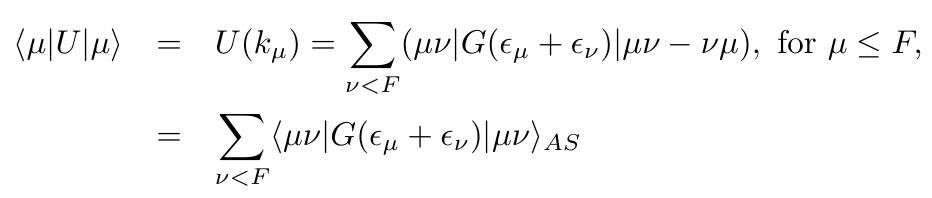 ⟨μ|U|μ⟩ = U(k_μ) = ∑_{ν<F} (μν|G(ϵ_μ + ϵ_ν)|μν − νμ), for μ ≤ F,
= ∑_{ν<F} ⟨μν|G(ϵ_μ + ϵ_ν)|μν⟩_{AS}